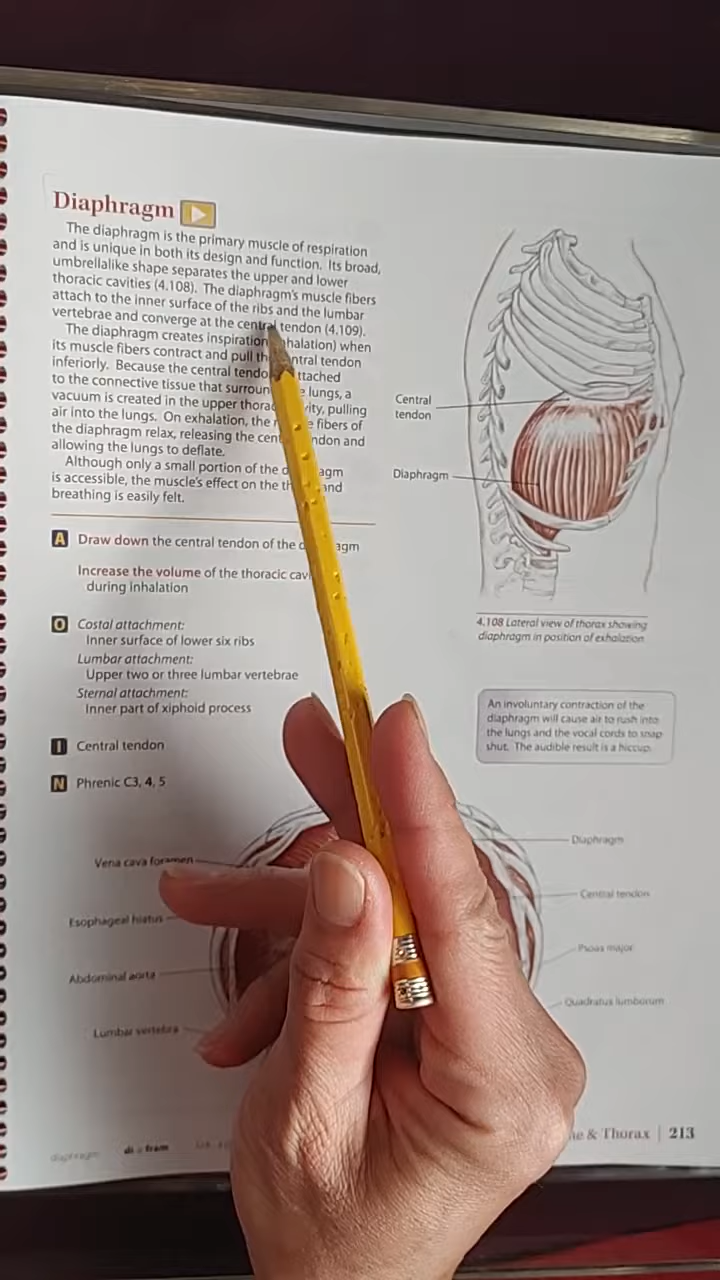 Diaphragm
The diaphragm is the primary muscle of respiration
and is unique in both its design and function. Its broad,
umbrellalike shape separates the upper and lower
thoracic cavities (4.108). The diaphragm's muscle fibers
attach to the inner surface of the ribs and the lumbar
vertebrae and converge at the central tendon (4.109).
The diaphragm creates inspiration when
its muscle fibers contract and pull tendon
inferiorly. Because the central
to the connective tissue that lungs, a
vacuum is created in the upper pulling
air into the lungs. On exhalation, the fibers of
the diaphragm relax, releasing the and
allowing the lungs to deflate.
Although only a small portion of the
is accessible, the muscle's effect on the and
breathing is easily felt.
A Draw down the central tendon of the
Increase the volume of the thoracic
during inhalation
O Costal attachment:
Inner surface of lower six ribs
Lumbar attachment:
Upper two or three lumbar vertebrae
Sternal attachment:
Inner part of xiphoid process
I Central tendon
N Phrenic C3, 4, 5
Central
tendon
Diaphragm
4.108 Lateral view of thorax showing
diaphragm in position of exhalation
An involuntary contraction of the
diaphragm will cause air to rush into
the lungs and the vocal cords to snap
shut. The audible result is a hiccup.
Vena cava foramen
Esophageal hiatus
Abdominal aorta
Lumbar vertebra
Diaphragm
Central tendon
Psoas major
Quadratus lumborum
diaphragm
& Thorax | 213